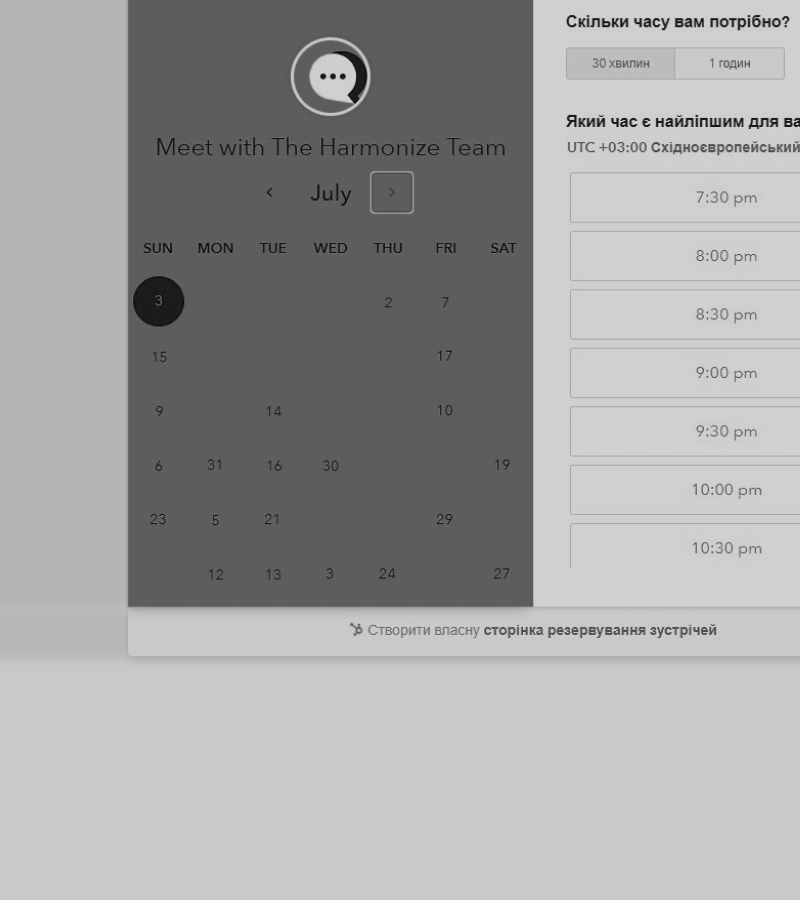 Скільки часу вам потрібно?
30 хвилин 1 годин
Meet with The Harmonize Team
July
Який час є найліпшим для ва
UTC +03:00 Східноєвропейський
SUN MON TUE WED THU FRI SAT
3 2 7
15 17
9 14 10
6 31 16 30 19
23 5 21 29
12 13 3 24 27
7:30 pm
8:00 pm
8:30 pm
9:00 pm
9:30 pm
10:00 pm
10:30 pm
Створити власну сторінка резервування зустрічей